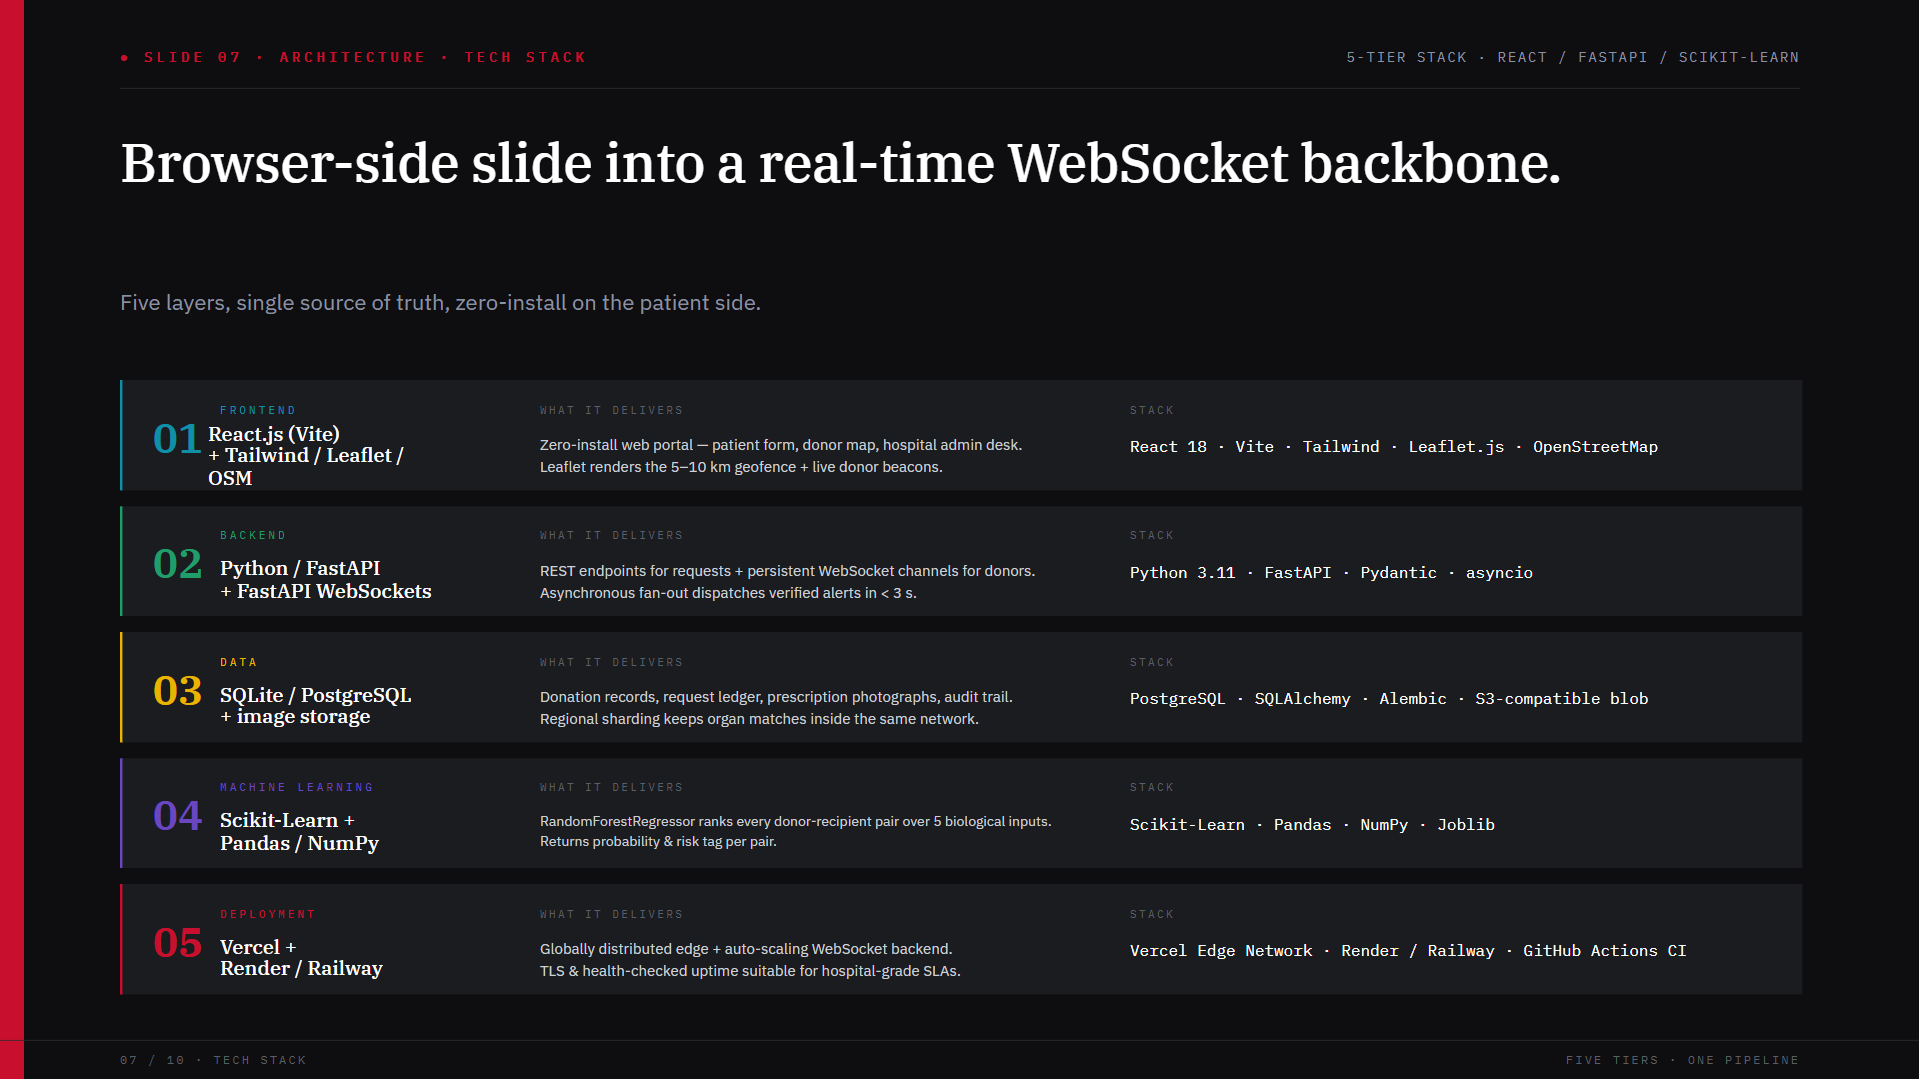 • SLIDE 07 · ARCHITECTURE · TECH STACK
5-TIER STACK · REACT / FASTAPI / SCIKIT-LEARN
Browser-side slide into a real-time WebSocket backbone.
Five layers, single source of truth, zero-install on the patient side.
01
FRONTEND
React.js (Vite)
+ Tailwind / Leaflet /
OSM
WHAT IT DELIVERS
Zero-install web portal — patient form, donor map, hospital admin desk.
Leaflet renders the 5–10 km geofence + live donor beacons.
STACK
React 18 · Vite · Tailwind · Leaflet.js · OpenStreetMap
02
BACKEND
Python / FastAPI
+ FastAPI WebSockets
WHAT IT DELIVERS
REST endpoints for requests + persistent WebSocket channels for donors.
Asynchronous fan-out dispatches verified alerts in < 3 s.
STACK
Python 3.11 · FastAPI · Pydantic · asyncio
03
DATA
SQLite / PostgreSQL
+ image storage
WHAT IT DELIVERS
Donation records, request ledger, prescription photographs, audit trail.
Regional sharding keeps organ matches inside the same network.
STACK
PostgreSQL · SQLAlchemy · Alembic · S3-compatible blob
04
MACHINE LEARNING
Scikit-Learn +
Pandas / NumPy
WHAT IT DELIVERS
RandomForestRegressor ranks every donor-recipient pair over 5 biological inputs.
Returns probability & risk tag per pair.
STACK
Scikit-Learn · Pandas · NumPy · Joblib
05
DEPLOYMENT
Vercel +
Render / Railway
WHAT IT DELIVERS
Globally distributed edge + auto-scaling WebSocket backend.
TLS & health-checked uptime suitable for hospital-grade SLAs.
STACK
Vercel Edge Network · Render / Railway · GitHub Actions CI
07 / 10 · TECH STACK
FIVE TIERS · ONE PIPELINE